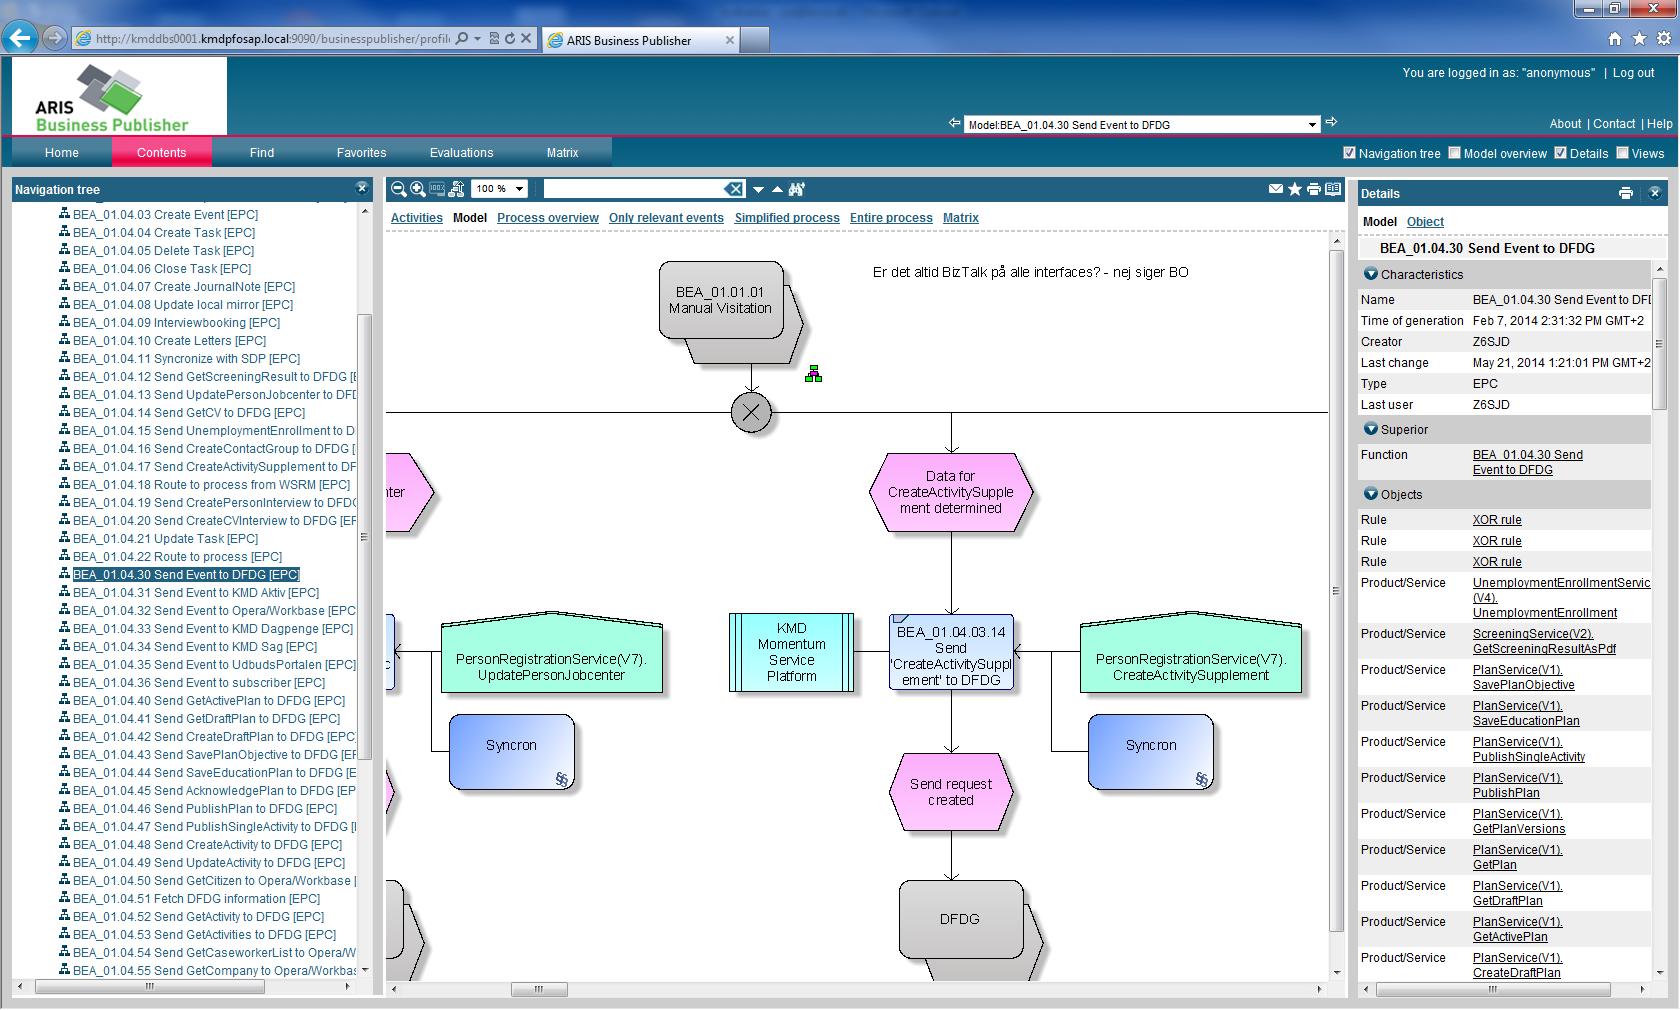 http://kmddbs0001.kmdpfosap.local:9090/businesspublisher/profil
ARIS Business Publisher
You are logged in as: "anonymous" | Log out
ARIS
Business Publisher
Model:BEA_01.04.30 Send Event to DFDG
About | Contact | Help
Home
Contents
Find
Favorites
Evaluations
Matrix
Navigation tree
Model overview
Details
Views
Navigation tree
BEA_01.04.03 Create Event [EPC]
BEA_01.04.04 Create Task [EPC]
BEA_01.04.05 Delete Task [EPC]
BEA_01.04.06 Close Task [EPC]
BEA_01.04.07 Create JournalNote [EPC]
BEA_01.04.08 Update local mirror [EPC]
BEA_01.04.09 Interviewbooking [EPC]
BEA_01.04.10 Create Letters [EPC]
BEA_01.04.11 Syncronize with SDP [EPC]
BEA_01.04.12 Send GetScreeningResult to DFDG [E
BEA_01.04.13 Send UpdatePersonJobcenter to DFD
BEA_01.04.14 Send GetCV to DFDG [EPC]
BEA_01.04.15 Send UnemploymentEnrollment to D
BEA_01.04.16 Send CreateContactGroup to DFDG [
BEA_01.04.17 Send CreateActivitySupplement to DF
BEA_01.04.18 Route to process from WSRM [EPC]
BEA_01.04.19 Send CreatePersonInterview to DFDG
BEA_01.04.20 Send CreateCVInterview to DFDG [EP
BEA_01.04.21 Update Task [EPC]
BEA_01.04.22 Route to process [EPC]
BEA_01.04.30 Send Event to DFDG [EPC]
BEA_01.04.31 Send Event to KMD Aktiv [EPC]
BEA_01.04.32 Send Event to Opera/Workbase [EPC
BEA_01.04.33 Send Event to KMD Dagpenge [EPC]
BEA_01.04.34 Send Event to KMD Sag [EPC]
BEA_01.04.35 Send Event to UdbudsPortalen [EPC]
BEA_01.04.36 Send Event to subscriber [EPC]
BEA_01.04.40 Send GetActivePlan to DFDG [EPC]
BEA_01.04.41 Send GetDraftPlan to DFDG [EPC]
BEA_01.04.42 Send CreateDraftPlan to DFDG [EPC]
BEA_01.04.43 Send SavePlanObjective to DFDG [EP
BEA_01.04.44 Send SaveEducationPlan to DFDG [E
BEA_01.04.45 Send AcknowledgePlan to DFDG [EP
BEA_01.04.46 Send PublishPlan to DFDG [EPC]
BEA_01.04.47 Send PublishSingleActivity to DFDG [
BEA_01.04.48 Send CreateActivity to DFDG [EPC]
BEA_01.04.49 Send UpdateActivity to DFDG [EPC]
BEA_01.04.50 Send GetCitizen to Opera/Workbase [
BEA_01.04.51 Fetch DFDG information [EPC]
BEA_01.04.52 Send GetActivity to DFDG [EPC]
BEA_01.04.53 Send GetActivities to DFDG [EPC]
BEA_01.04.54 Send GetCaseworkerList to Opera/W
BEA_01.04.55 Send GetCompany to Opera/Workba
100 %
Activities
Model
Process overview
Only relevant events
Simplified process
Entire process
Matrix
Er det altid BizTalk på alle interfaces? - nej siger BO
BEA_01.01.01
Manual Visitation
nter
Data for
CreateActivitySupple
ment determined
c
PersonRegistrationService(V7).
UpdatePersonJobcenter
KMD
Momentum
Service
Platform
BEA_01.04.03.14
Send
'CreateActivitySuppl
ement' to DFDG
PersonRegistrationService(V7).
CreateActivitySupplement
Syncron
§§
Syncron
§§
Send request
created
DFDG
Details
Model Object
BEA_01.04.30 Send Event to DFDG
Characteristics
Name BEA_01.04.30 Send Event to DFD
Time of generation Feb 7, 2014 2:31:32 PM GMT+2
Creator Z6SJD
Last change May 21, 2014 1:21:01 PM GMT+2
Type EPC
Last user Z6SJD
Superior
Function BEA_01.04.30 Send
Event to DFDG
Objects
Rule XOR rule
Rule XOR rule
Rule XOR rule
Product/Service UnemploymentEnrollmentServic
(V4).
UnemploymentEnrollment
Product/Service ScreeningService(V2).
GetScreeningResultAsPdf
Product/Service PlanService(V1).
SavePlanObjective
Product/Service PlanService(V1).
SaveEducationPlan
Product/Service PlanService(V1).
PublishSingleActivity
Product/Service PlanService(V1).
PublishPlan
Product/Service PlanService(V1).
GetPlanVersions
Product/Service PlanService(V1).
GetPlan
Product/Service PlanService(V1).
GetDraftPlan
Product/Service PlanService(V1).
GetActivePlan
Product/Service PlanService(V1).
CreateDraftPlan